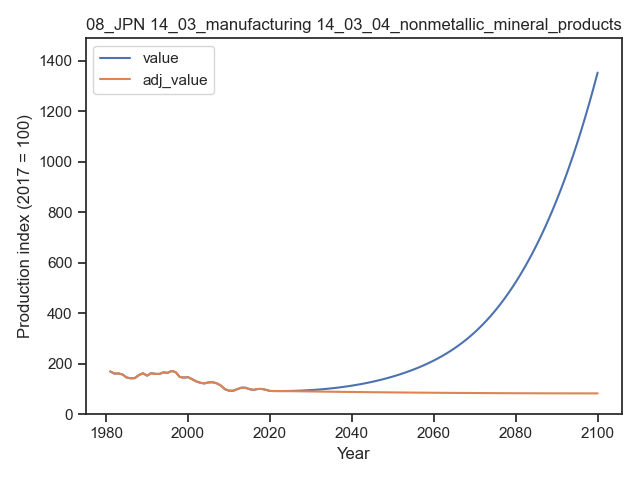 08_JPN 14_03_manufacturing 14_03_04_nonmetallic_mineral_products
value
adj_value
Production index (2017 = 100)
1400
1200
1000
800
600
400
200
0
1980 2000 2020 2040 2060 2080 2100
Year